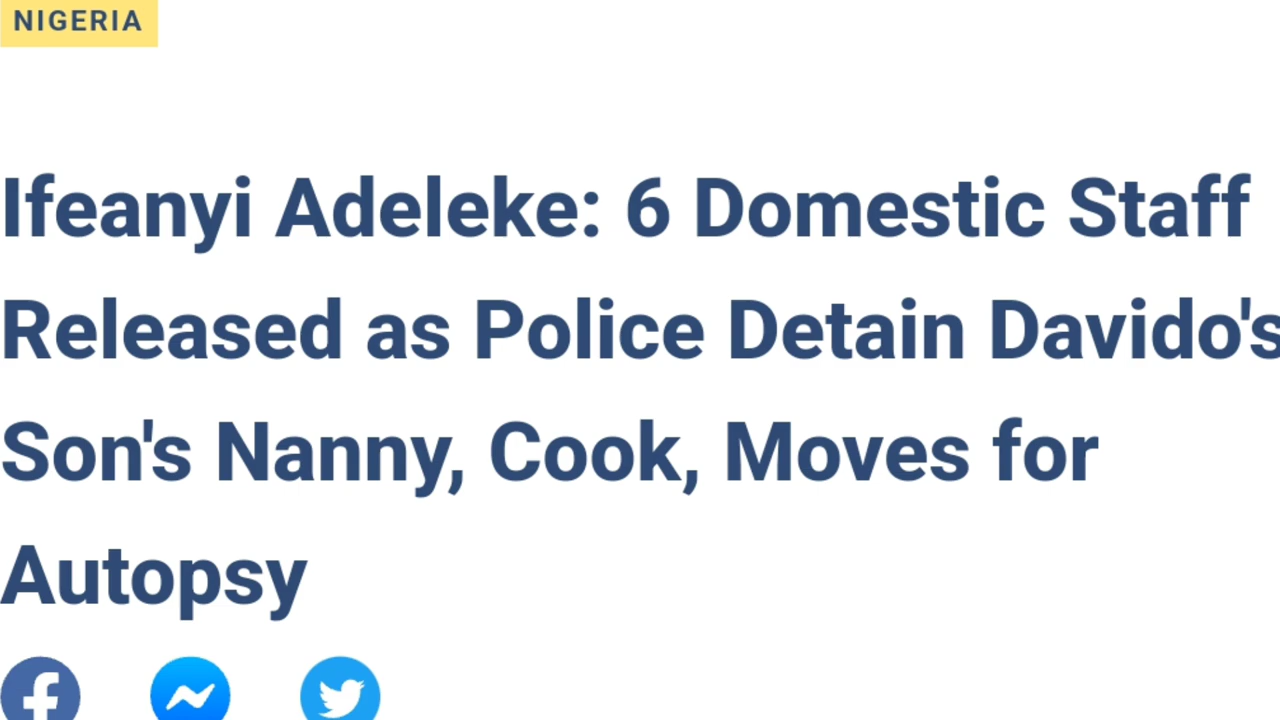 NIGERIA
Ifeanyi Adeleke: 6 Domestic Staff
Released as Police Detain Davido's
Son's Nanny, Cook, Moves for
Autopsy